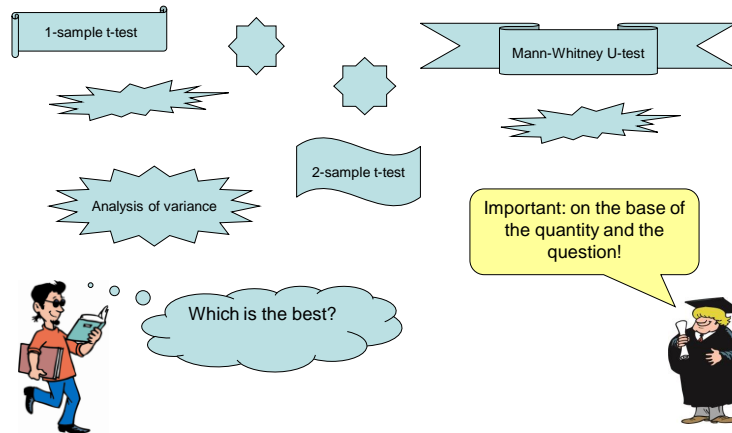 1-sample t-test
Mann-Whitney U-test
2-sample t-test
Analysis of variance
Important: on the base of
the quantity and the
question!
Which is the best?